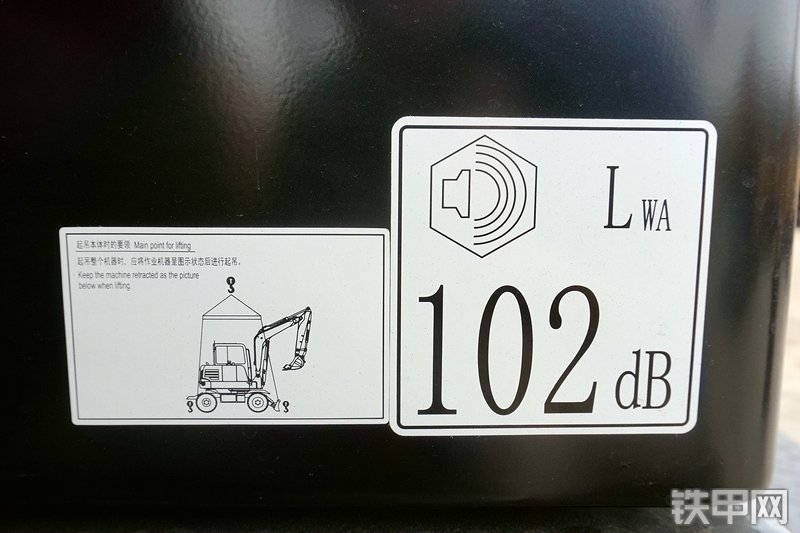 起吊本体时的要领 Main point for lifting
起吊整个机器时，应将作业机器呈图示状态后进行起吊。
Keep the machine retracted as the picture
below when lifting.
LWA
102 dB
铁甲网